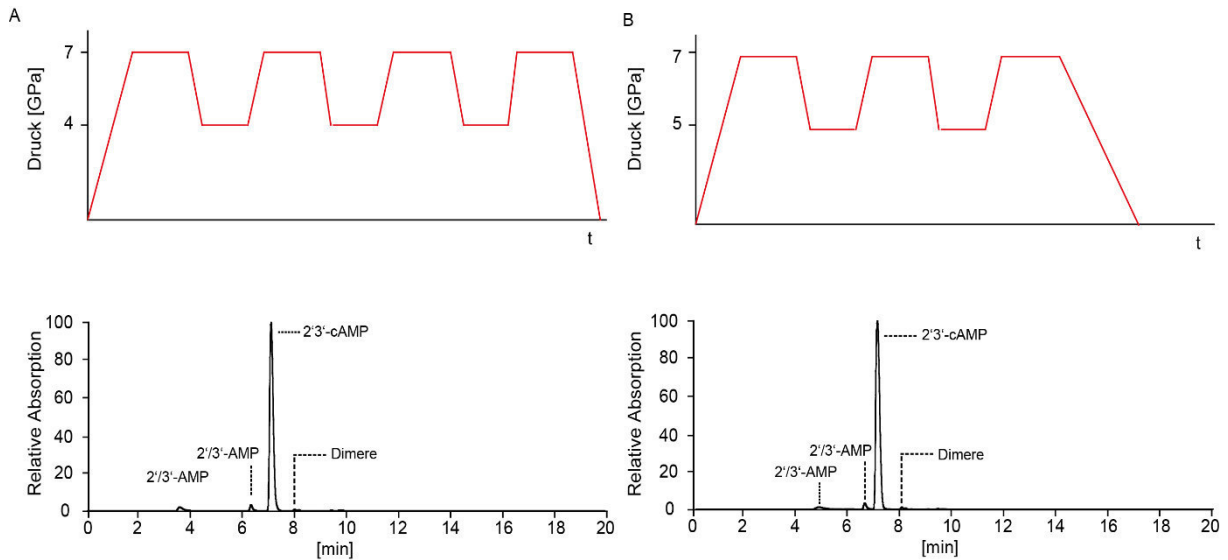 A
Druck [GPa]
7
4
t
B
Druck [GPa]
7
5
t
Relative Absorption
100
80
60
40
20
0
2‘3‘-cAMP
2‘/3‘-AMP
2‘/3‘-AMP
Dimere
0 2 4 6 8 10 12 14 16 18 20
[min]
Relative Absorption
100
80
60
40
20
0
2‘3‘-cAMP
2‘/3‘-AMP
2‘/3‘-AMP
Dimere
0 2 4 6 8 10 12 14 16 18 20
[min]